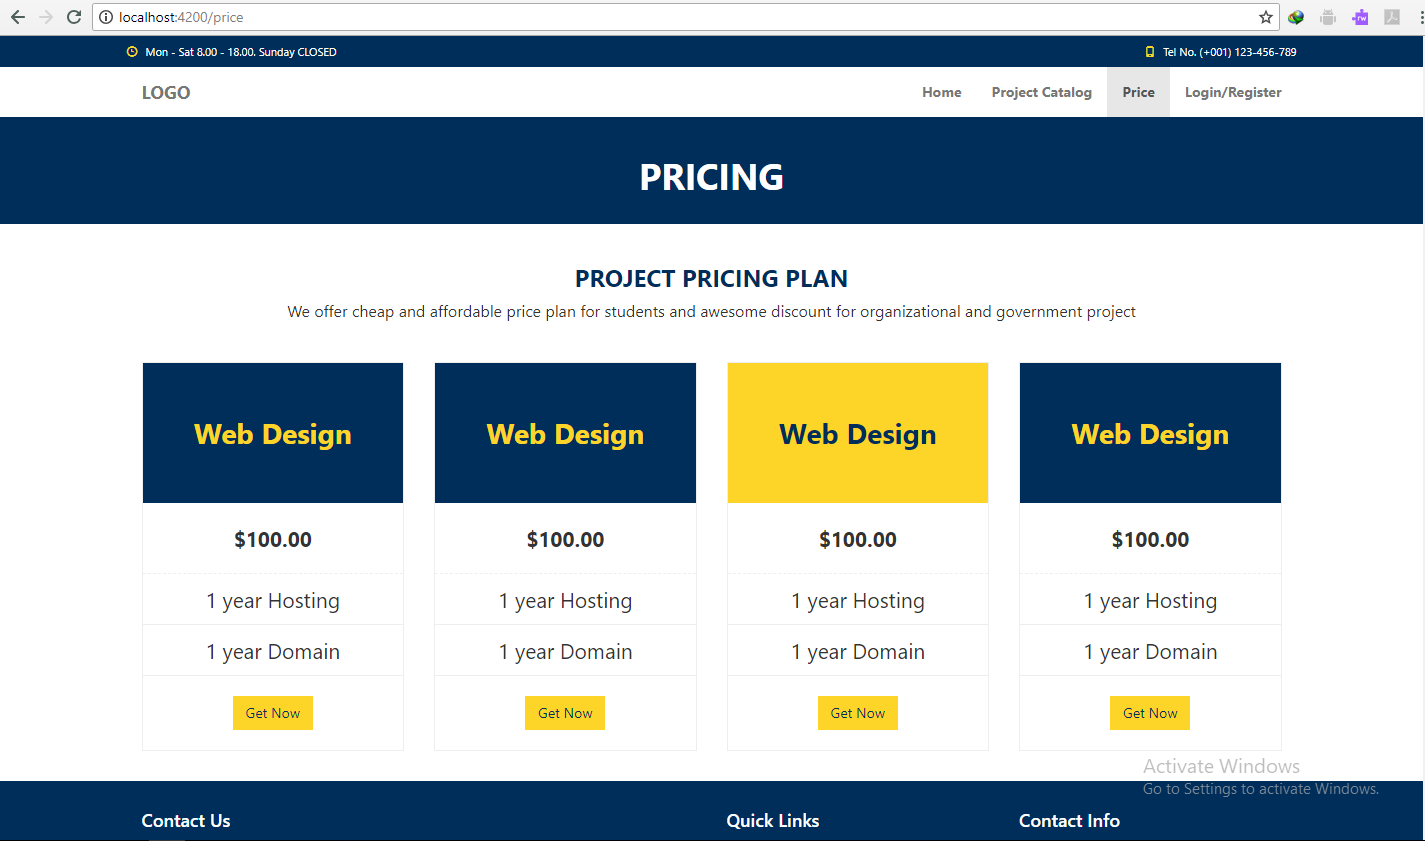 localhost:4200/price
Mon - Sat 8.00 - 18.00. Sunday CLOSED
Tel No. (+001) 123-456-789
LOGO
Home Project Catalog Price Login/Register
PRICING
PROJECT PRICING PLAN
We offer cheap and affordable price plan for students and awesome discount for organizational and government project
Web Design Web Design Web Design Web Design
$100.00 $100.00 $100.00 $100.00
1 year Hosting 1 year Hosting 1 year Hosting 1 year Hosting
1 year Domain 1 year Domain 1 year Domain 1 year Domain
Get Now Get Now Get Now Get Now
Activate Windows
Go to Settings to activate Windows.
Contact Us Quick Links Contact Info